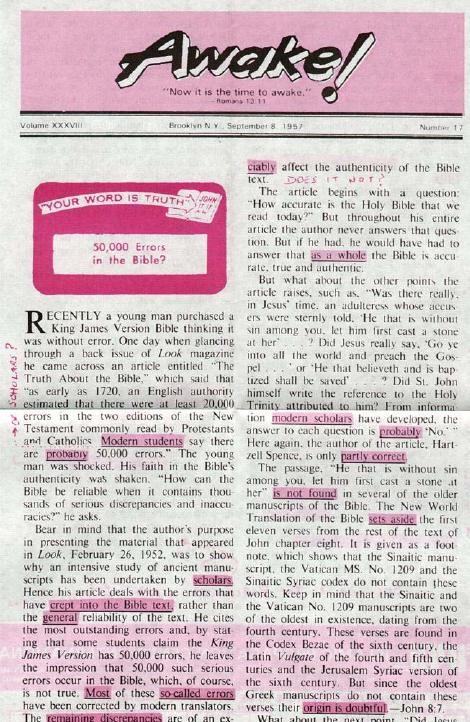 Awake!
"Now it is the time to awake."
– Romans 13:11
Volume XXXVIII
Brooklyn N.Y., September 8, 1957
Number 17
"YOUR WORD IS TRUTH"
JOHN
17:17
50,000 Errors
in the Bible?
SCHOLARS?
RECENTLY a young man purchased a
King James Version Bible thinking it
was without error. One day when glancing
through a back issue of Look magazine
he came across an article entitled "The
Truth About the Bible," which said that
"as early as 1720, an English authority
estimated that there were at least 20,000
errors in the two editions of the New
Testament commonly read by Protestants
and Catholics. Modern students say there
are probably 50,000 errors." The young
man was shocked. His faith in the Bible's
authenticity was shaken. "How can the
Bible be reliable when it contains thou-
sands of serious discrepancies and inaccu-
racies?" he asks.
Bear in mind that the author's purpose
in presenting the material that appeared
in Look, February 26, 1952, was to show
why an intensive study of ancient manu-
scripts has been undertaken by scholars.
Hence his article deals with the errors that
have crept into the Bible text, rather than
the general reliability of the text. He cites
the most outstanding errors and, by stat-
ing that some students claim the King
James Version has 50,000 errors, he leaves
the impression that 50,000 such serious
errors occur in the Bible, which, of course,
is not true. Most of these so-called errors
have been corrected by modern translators.
The remaining discrepancies are of an ex-
ciably affect the authenticity of the Bible
text. DOES IT NOT?
The article begins with a question:
"How accurate is the Holy Bible that we
read today?" But throughout his entire
article the author never answers that ques-
tion. But if he had, he would have had to
answer that as a whole the Bible is accu-
rate, true and authentic.
But what about the other points the
article raises, such as, "Was there really,
in Jesus' time, an adulteress whose accus-
ers were sternly told, 'He that is without
sin among you, let him first cast a stone
at her' . . . ? Did Jesus really say, 'Go ye
into all the world and preach the Gos-
pel . . .' or 'He that believeth and is bap-
tized shall be saved' . . . ? Did St. John
himself write the reference to the Holy
Trinity attributed to him? From informa-
tion modern scholars have developed, the
answer to each question is probably 'No.' "
Here again, the author of the article, Hart-
zell Spence, is only partly correct.
The passage, "He that is without sin
among you, let him first cast a stone at
her" is not found in several of the older
manuscripts of the Bible. The New World
Translation of the Bible sets aside the first
eleven verses from the rest of the text of
John chapter eight. It is given as a foot-
note, which shows that the Sinaitic manu-
script, the Vatican MS. No. 1209 and the
Sinaitic Syriac codex do not contain these
words. Keep in mind that the Sinaitic and
the Vatican No. 1209 manuscripts are two
of the oldest in existence, dating from the
fourth century. These verses are found in
the Codex Bezae of the sixth century, the
Latin Vulgate of the fourth and fifth cen-
turies and the Jerusalem Syriac version of
the sixth century. But since the oldest
Greek manuscripts do not contain these
verses their origin is doubtful.—John 8:7.
What about the next point "Did Jesus